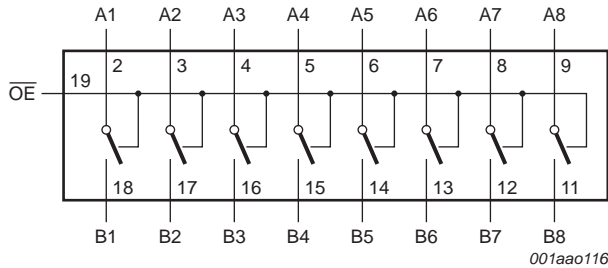 A1 A2 A3 A4 A5 A6 A7 A8
2 3 4 5 6 7 8 9
19
OE
18 17 16 15 14 13 12 11
B1 B2 B3 B4 B5 B6 B7 B8
001aao116